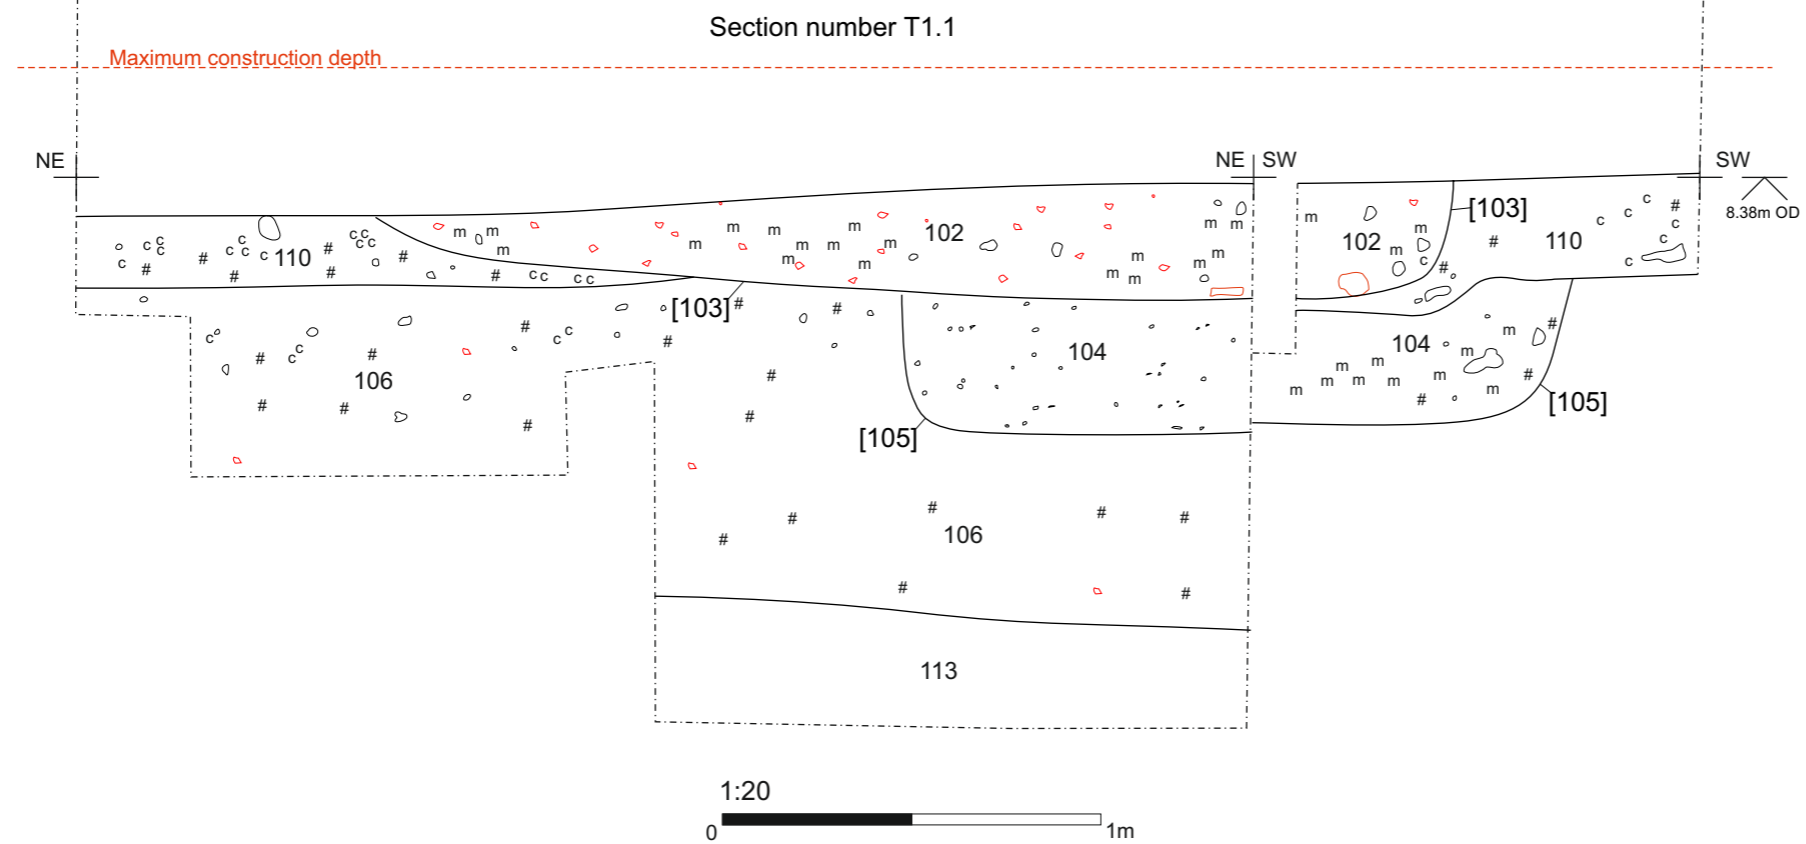 Section number T1.1
Maximum construction depth
NE
NE SW
SW
8.38m OD
[103]
102
102
110
110
[103]
104
104
106
[105]
[105]
106
113
1:20
0
1m